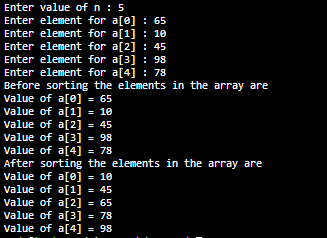 Enter value of n : 5
Enter element for a[0] : 65
Enter element for a[1] : 10
Enter element for a[2] : 45
Enter element for a[3] : 98
Enter element for a[4] : 78
Before sorting the elements in the array are
Value of a[0] = 65
Value of a[1] = 10
Value of a[2] = 45
Value of a[3] = 98
Value of a[4] = 78
After sorting the elements in the array are
Value of a[0] = 10
Value of a[1] = 45
Value of a[2] = 65
Value of a[3] = 78
Value of a[4] = 98